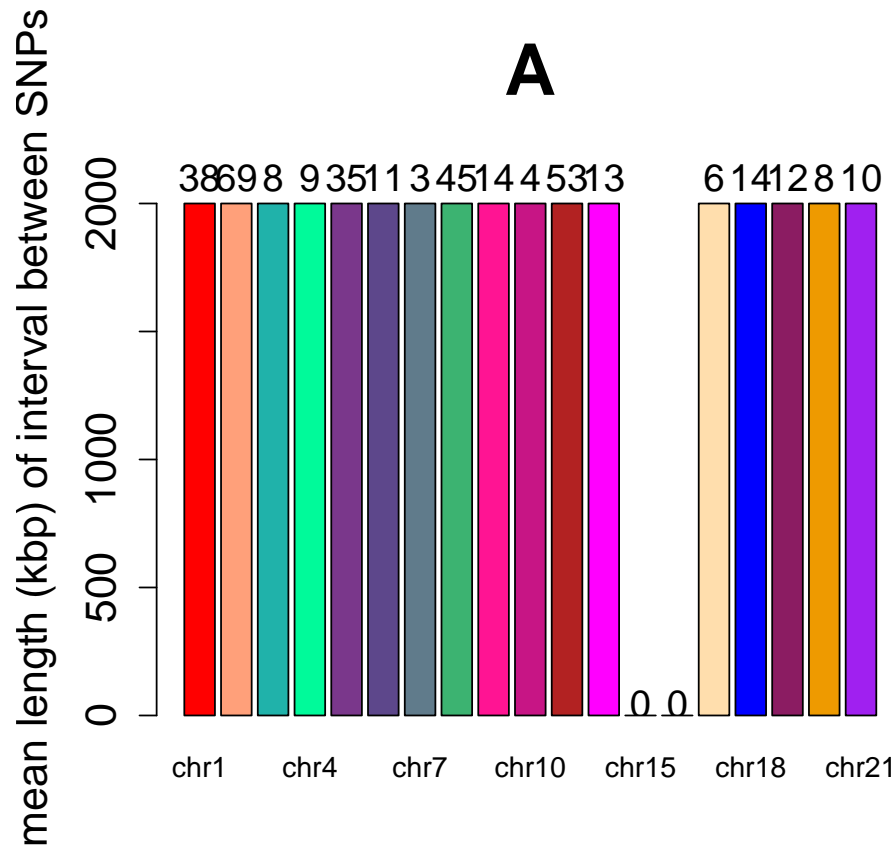 A
mean length (kbp) of interval between SNPs
38 69 8 9 35 11 3 45 14 4 53 13 0 0 6 14 12 8 10
2000
1000
500
0
chr1 chr4 chr7 chr10 chr15 chr18 chr21